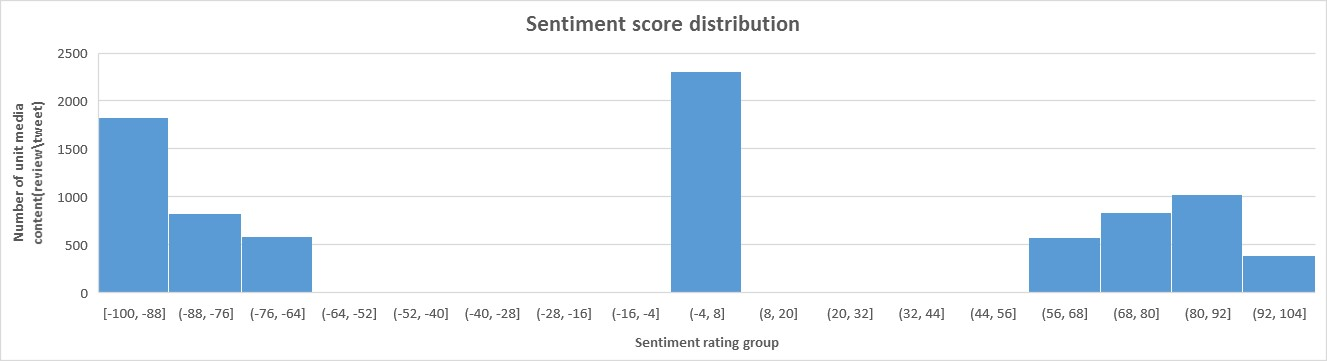 Sentiment score distribution
Number of unit media
content(review\tweet)
2500
2000
1500
1000
500
0
[-100, -88] (-88, -76] (-76, -64] (-64, -52] (-52, -40] (-40, -28] (-28, -16] (-16, -4] (-4, 8] (8, 20] (20, 32] (32, 44] (44, 56] (56, 68] (68, 80] (80, 92] (92, 104]
Sentiment rating group